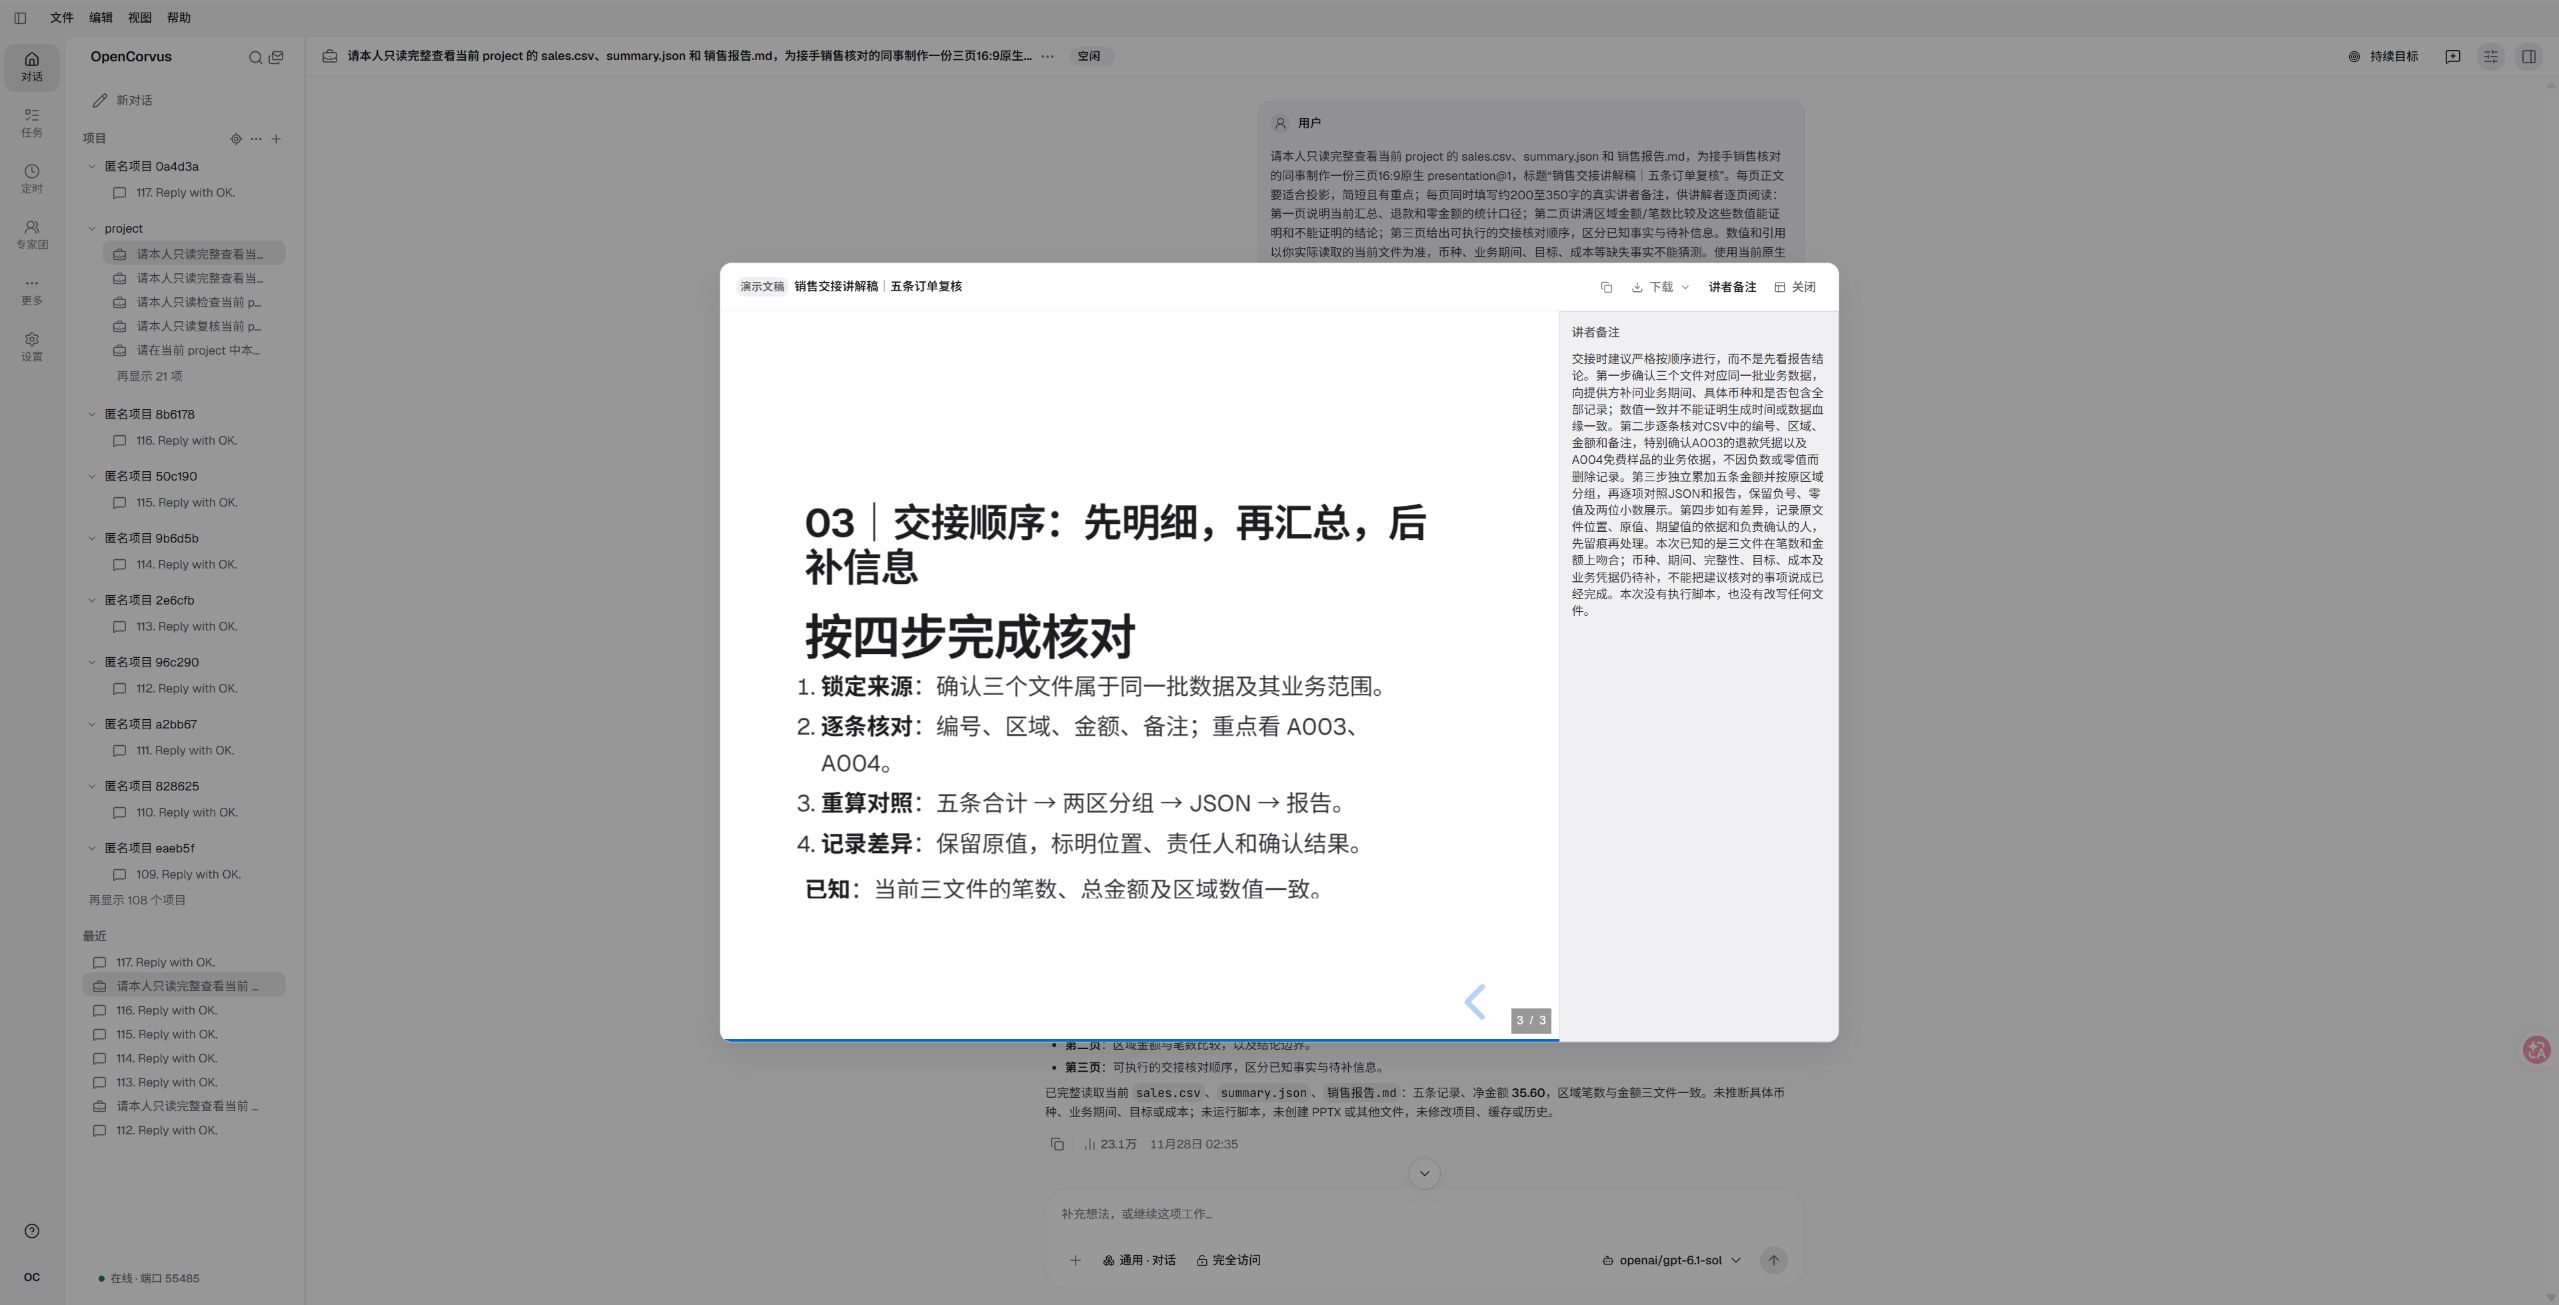 文件 编辑 视图 帮助
对话
任务
定时
专家团
更多
设置
OC
OpenCorvus
新对话
项目
匿名项目 0a4d3a
117. Reply with OK.
project
请本人只读完整查看当...
请本人只读完整查看当...
请本人只读检查当前 p...
请本人只读复核当前 p...
请在当前 project 中本...
再显示 21 项
匿名项目 8b6178
116. Reply with OK.
匿名项目 50c190
115. Reply with OK.
匿名项目 9b6d5b
114. Reply with OK.
匿名项目 2e6cfb
113. Reply with OK.
匿名项目 96c290
112. Reply with OK.
匿名项目 a2bb67
111. Reply with OK.
匿名项目 828625
110. Reply with OK.
匿名项目 eaeb5f
109. Reply with OK.
再显示 108 个项目
最近
117. Reply with OK.
请本人只读完整查看当前 ...
116. Reply with OK.
115. Reply with OK.
114. Reply with OK.
113. Reply with OK.
请本人只读完整查看当前 ...
112. Reply with OK.
在线 · 端口 55485
请本人只读完整查看当前 project 的 sales.csv、summary.json 和 销售报告.md，为接手销售核对的同事制作一份三页16:9原生... 空闲
持续目标
用户
请本人只读完整查看当前 project 的 sales.csv、summary.json 和 销售报告.md，为接手销售核对
的同事制作一份三页16:9原生 presentation@1，标题“销售交接讲解稿｜五条订单复核”。每页正文
要适合投影，简短且有重点；每页同时填写约200至350字的真实讲者备注，供讲解者逐页阅读：
第一页说明当前汇总、退款和零金额的统计口径；第二页讲清区域金额/笔数比较及这些数值能证
明和不能证明的结论；第三页给出可执行的交接核对顺序，区分已知事实与待补信息。数值和引用
以你实际读取的当前文件为准，币种、业务期间、目标、成本等缺失事实不能猜测。使用当前原生
演示文稿 销售交接讲解稿｜五条订单复核
下载 讲者备注 关闭
03｜交接顺序：先明细，再汇总，后
补信息
按四步完成核对
1. 锁定来源：确认三个文件属于同一批数据及其业务范围。
2. 逐条核对：编号、区域、金额、备注；重点看 A003、
A004。
3. 重算对照：五条合计 → 两区分组 → JSON → 报告。
4. 记录差异：保留原值，标明位置、责任人和确认结果。
已知：当前三文件的笔数、总金额及区域数值一致。
3 / 3
讲者备注
交接时建议严格按顺序进行，而不是先看报告结
论。第一步确认三个文件对应同一批业务数据，
向提供方补问业务期间、具体币种和是否包含全
部记录；数值一致并不能证明生成时间或数据血
缘一致。第二步逐条核对CSV中的编号、区域、
金额和备注，特别确认A003的退款凭据以及
A004免费样品的业务依据，不因负数或零值而
删除记录。第三步独立累加五条金额并按原区域
分组，再逐项对照JSON和报告，保留负号、零
值及两位小数展示。第四步如有差异，记录原文
件位置、原值、期望值的依据和负责确认的人，
先留痕再处理。本次已知的是三文件在笔数和金
额上吻合；币种、期间、完整性、目标、成本及
业务凭据仍待补，不能把建议核对的事项说成已
经完成。本次没有执行脚本，也没有改写任何文
件。
第二页：区域金额与笔数比较，以及结论边界。
第三页：可执行的交接核对顺序，区分已知事实与待补信息。
已完整读取当前 sales.csv、summary.json、销售报告.md：五条记录、净金额 35.60，区域笔数与金额三文件一致。未推断具体币
种、业务期间、目标或成本；未运行脚本，未创建 PPTX 或其他文件，未修改项目、缓存或历史。
23.1万 11月28日 02:35
补充想法，或继续这项工作...
通用 · 对话 完全访问
openai/gpt-6.1-sol